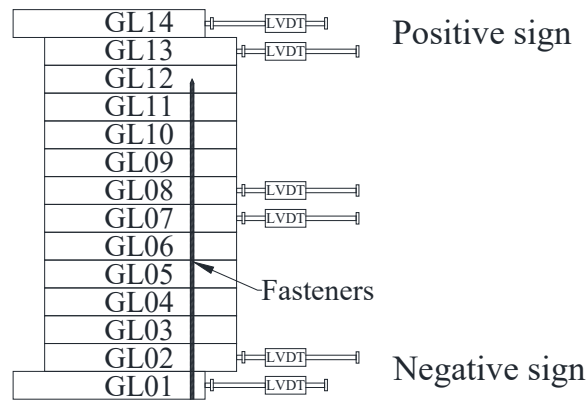 GL14 LVDT Positive sign
GL13 LVDT
GL12
GL11
GL10
GL09
GL08 LVDT
GL07 LVDT
GL06
GL05
Fasteners
GL04
GL03
GL02 LVDT
Negative sign
GL01 LVDT